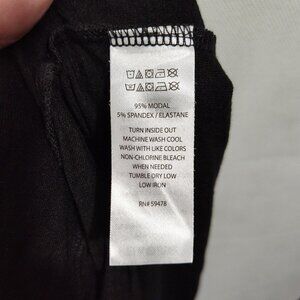 95% MODAL
5% SPANDEX / ELASTANE
TURN INSIDE OUT
MACHINE WASH COOL
WASH WITH LIKE COLORS
NON-CHLORINE BLEACH
WHEN NEEDED
TUMBLE DRY LOW
LOW IRON
RN# 59478